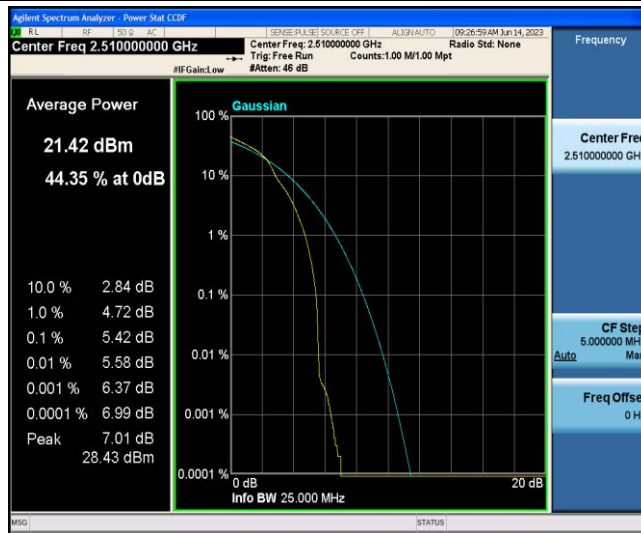 Agilent Spectrum Analyzer - Power Stat CCDF
RL RF 50 Ω AC SENSE:PULSE SOURCE OFF ALIGNAUTO 09:26:59 AM Jun 14, 2023
Center Freq 2.510000000 GHz
Center Freq: 2.510000000 GHz Radio Std: None
Trig: Free Run Counts:1.00 M/1.00 Mpt
#IFGain:Low #Atten: 46 dB
Frequency
Average Power
21.42 dBm
44.35 % at 0dB
10.0 % 2.84 dB
1.0 % 4.72 dB
0.1 % 5.42 dB
0.01 % 5.58 dB
0.001 % 6.37 dB
0.0001 % 6.99 dB
Peak 7.01 dB
28.43 dBm
Gaussian
100 %
10 %
1 %
0.1 %
0.01 %
0.001 %
0.0001 %
0 dB 20 dB
Info BW 25.000 MHz
Center Freq
2.510000000 GH
CF Step
5.000000 MH
Auto Ma
Freq Offse
0 H
MSG STATUS